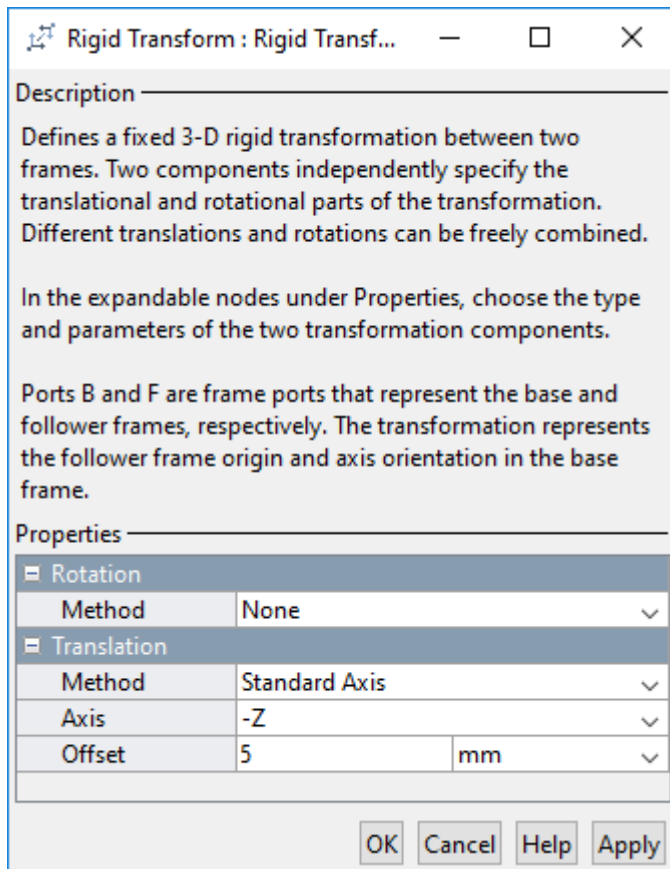 Rigid Transform : Rigid Transf...
Description
Defines a fixed 3-D rigid transformation between two
frames. Two components independently specify the
translational and rotational parts of the transformation.
Different translations and rotations can be freely combined.
In the expandable nodes under Properties, choose the type
and parameters of the two transformation components.
Ports B and F are frame ports that represent the base and
follower frames, respectively. The transformation represents
the follower frame origin and axis orientation in the base
frame.
Properties
Rotation
Method None
Translation
Method Standard Axis
Axis -Z
Offset 5 mm
OK Cancel Help Apply